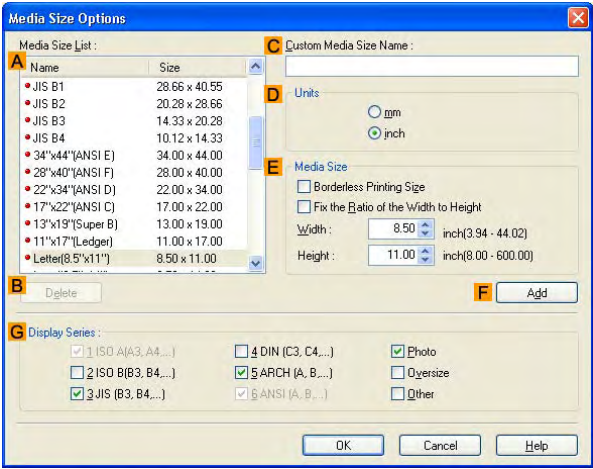 Media Size Options
Media Size List :
A
Name Size
JIS B1 28.66 x 40.55
JIS B2 20.28 x 28.66
JIS B3 14.33 x 20.28
JIS B4 10.12 x 14.33
34"x44"(ANSI E) 34.00 x 44.00
28"x40"(ANSI F) 28.00 x 40.00
22"x34"(ANSI D) 22.00 x 34.00
17"x22"(ANSI C) 17.00 x 22.00
13"x19"(Super B) 13.00 x 19.00
11"x17"(Ledger) 11.00 x 17.00
Letter(8.5"x11") 8.50 x 11.00
B
Delete
C Custom Media Size Name :
D Units
mm
inch
E Media Size
Borderless Printing Size
Fix the Ratio of the Width to Height
Width : 8.50 inch(3.94 - 44.02)
Height : 11.00 inch(8.00 - 600.00)
F Add
G Display Series :
1 ISO A(A3, A4,...) 4 DIN (C3, C4,...) Photo
2 ISO B(B3, B4,...) 5 ARCH (A, B,...) Oversize
3 JIS (B3, B4,...) 6 ANSI (A, B,...) Other
OK Cancel Help